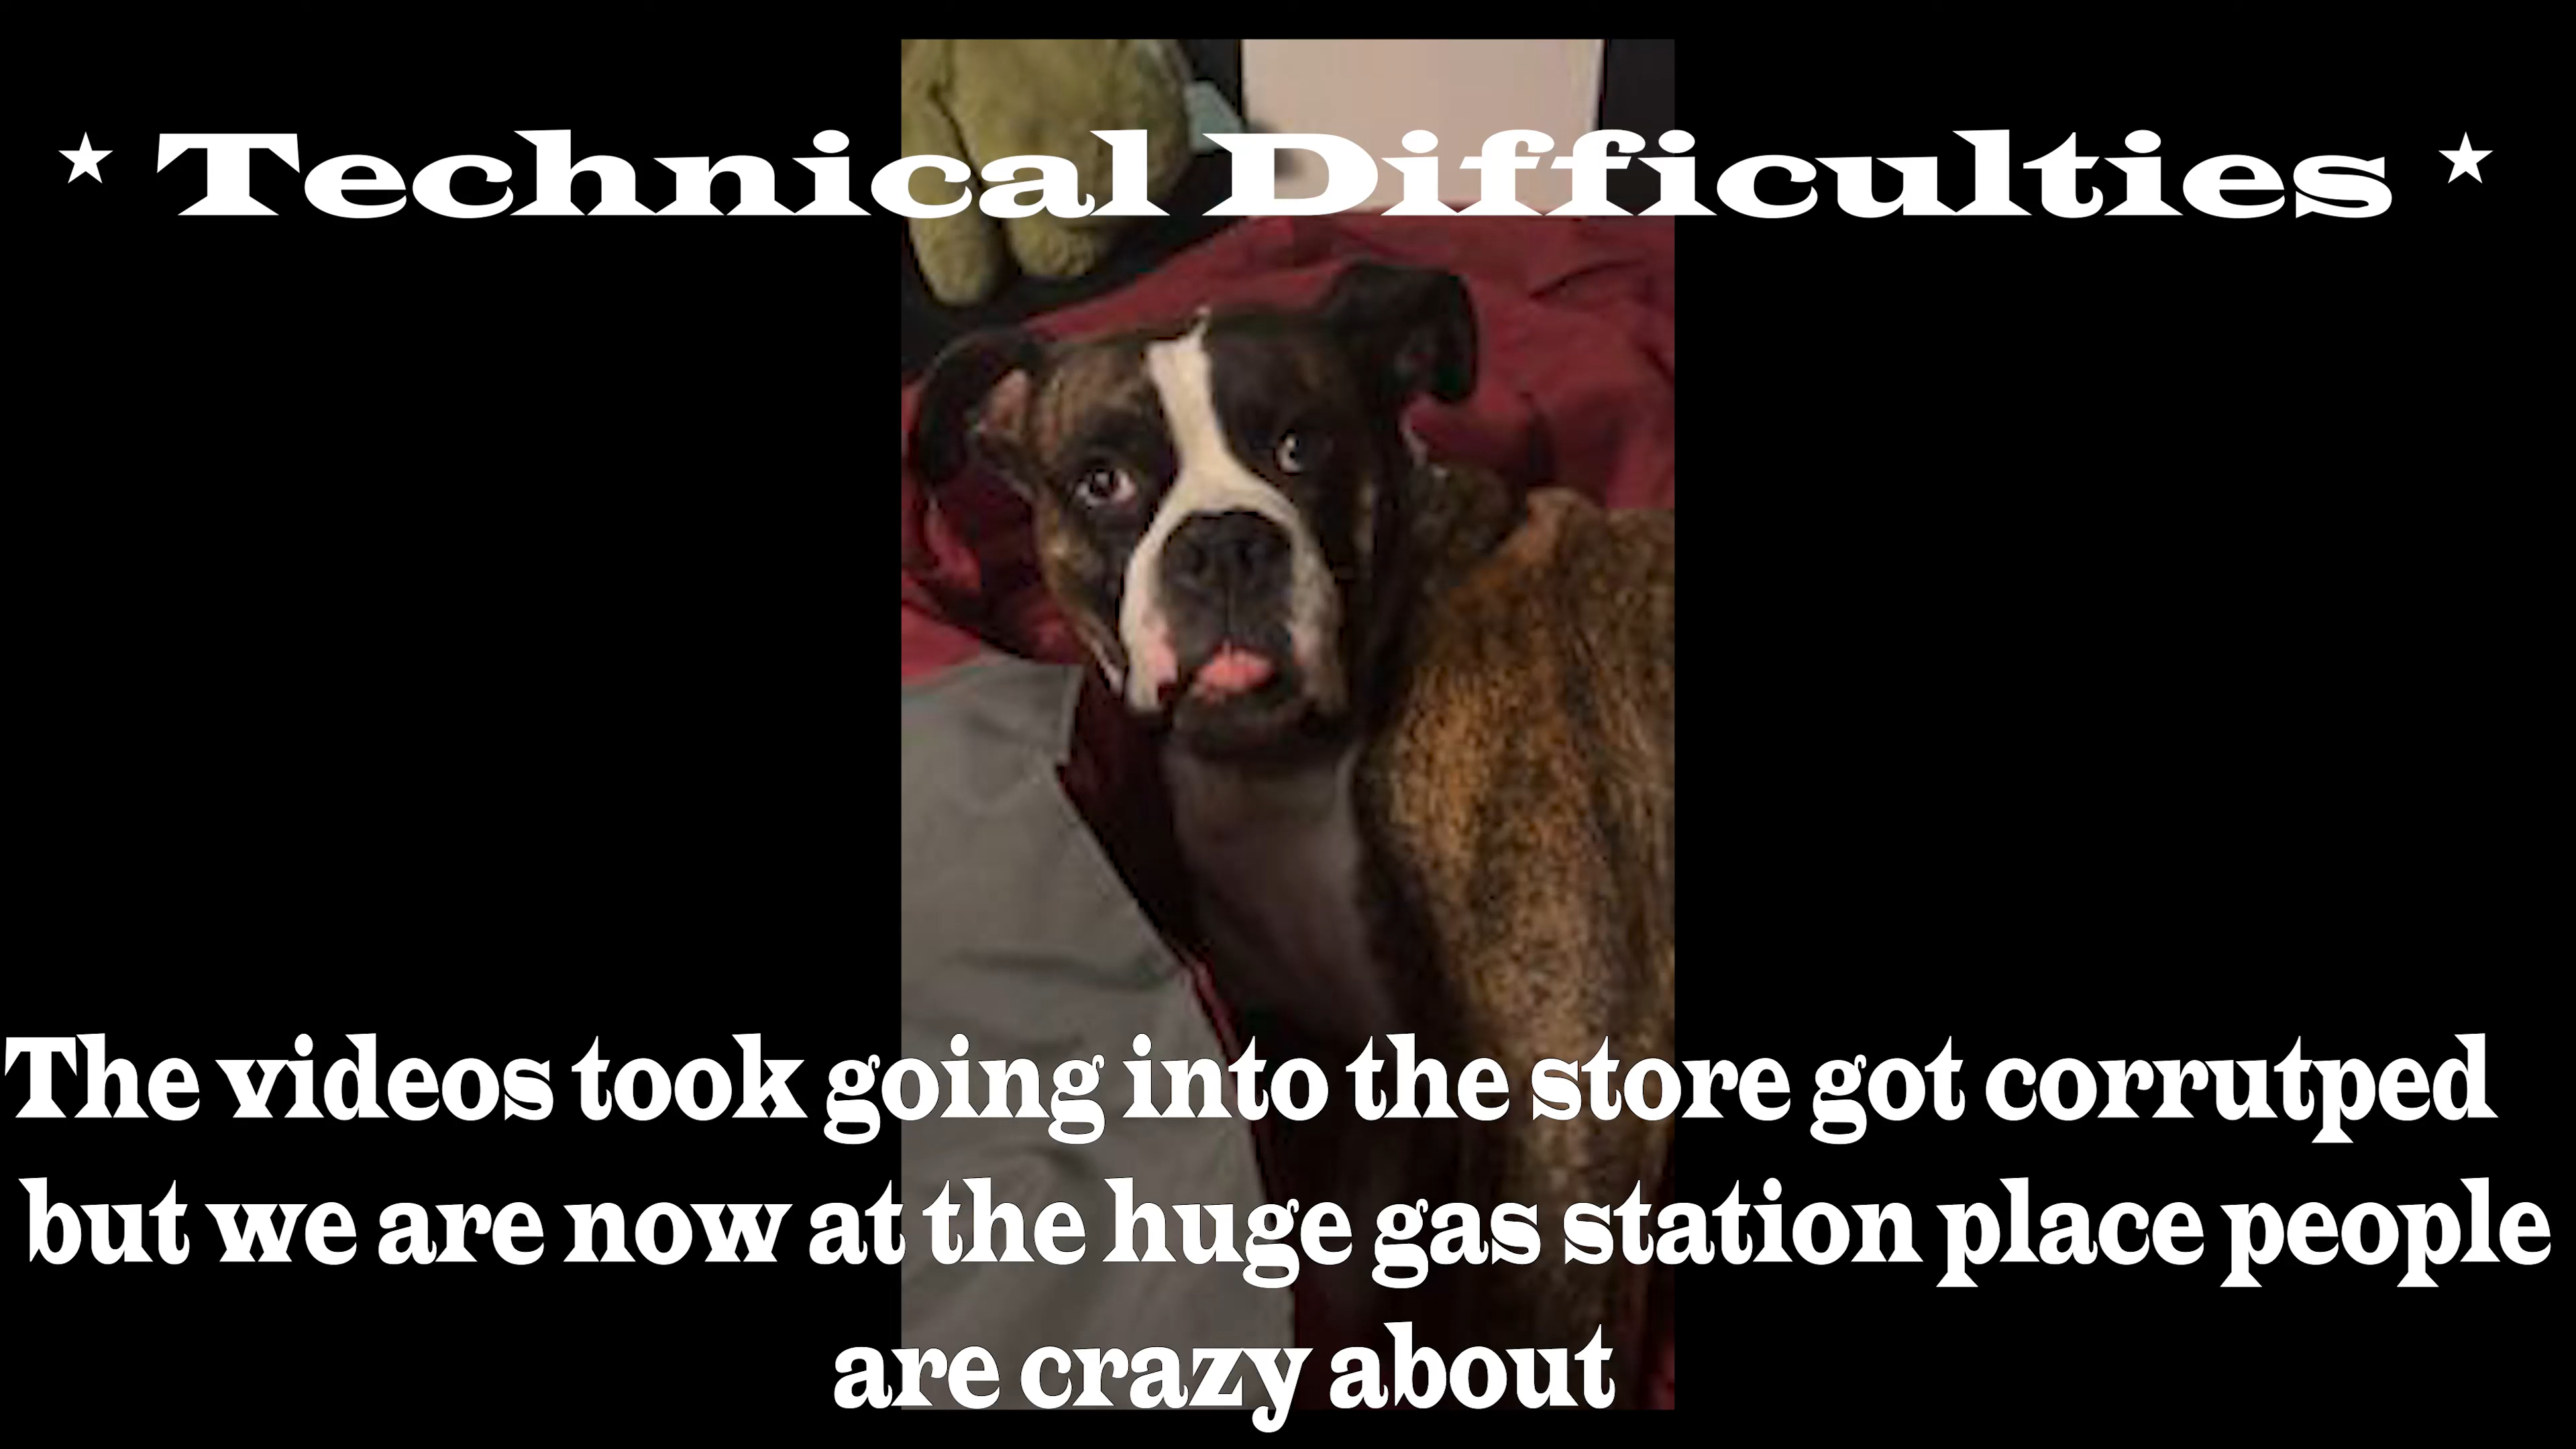 * Technical Difficulties *
The videos took going into the store got corrutped
but we are now at the huge gas station place people
are crazy about